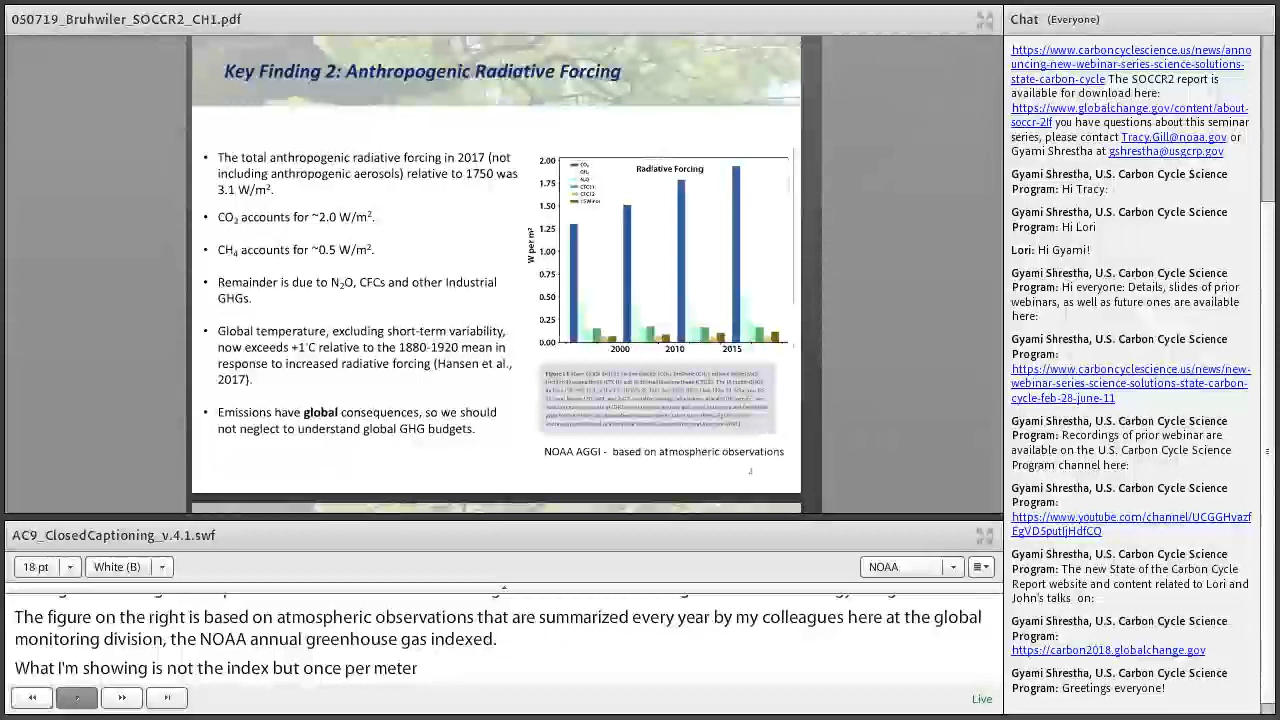 050719_Bruhwiler_SOCCR2_CH1.pdf
Key Finding 2: Anthropogenic Radiative Forcing
• The total anthropogenic radiative forcing in 2017 (not
including anthropogenic aerosols) relative to 1750 was
3.1 W/m².
• CO₂ accounts for ~2.0 W/m².
• CH₄ accounts for ~0.5 W/m².
• Remainder is due to N₂O, CFCs and other Industrial
GHGs.
• Global temperature, excluding short-term variability,
now exceeds +1°C relative to the 1880-1920 mean in
response to increased radiative forcing (Hansen et al.,
2017).
• Emissions have global consequences, so we should
not neglect to understand global GHG budgets.
Radiative Forcing
CO₂
CH₄
N₂O
CFC11
CFC12
15 Minor
W per m²
2.00
1.75
1.50
1.25
1.00
0.75
0.50
0.25
0.00
2000
2010
2015
NOAA AGGI - based on atmospheric observations
AC9_ClosedCaptioning_v.4.1.swf
18 pt
White (B)
NOAA
The figure on the right is based on atmospheric observations that are summarized every year by my colleagues here at the global
monitoring division, the NOAA annual greenhouse gas indexed.
What I'm showing is not the index but once per meter
Live
Chat (Everyone)
https://www.carboncyclescience.us/news/anno
uncing-new-webinar-series-science-solutions-
state-carbon-cycle The SOCCR2 report is
available for download here:
https://www.globalchange.gov/content/about-
soccr-2If you have questions about this seminar
series, please contact Tracy.Gill@noaa.gov or
Gyami Shrestha at gshrestha@usgcrp.gov
Gyami Shrestha, U.S. Carbon Cycle Science
Program: Hi Tracy:
Gyami Shrestha, U.S. Carbon Cycle Science
Program: Hi Lori
Lori: Hi Gyami!
Gyami Shrestha, U.S. Carbon Cycle Science
Program: Hi everyone: Details, slides of prior
webinars, as well as future ones are available
here:
Gyami Shrestha, U.S. Carbon Cycle Science
Program:
https://www.carboncyclescience.us/news/new-
webinar-series-science-solutions-state-carbon-
cycle-feb-28-june-11
Gyami Shrestha, U.S. Carbon Cycle Science
Program: Recordings of prior webinar are
available on the U.S. Carbon Cycle Science
Program channel here:
Gyami Shrestha, U.S. Carbon Cycle Science
Program:
https://www.youtube.com/channel/UCGGHvazf
EgVD5putIjHdfCQ
Gyami Shrestha, U.S. Carbon Cycle Science
Program: The new State of the Carbon Cycle
Report website and content related to Lori and
John's talks on:
Gyami Shrestha, U.S. Carbon Cycle Science
Program:
https://carbon2018.globalchange.gov
Gyami Shrestha, U.S. Carbon Cycle Science
Program: Greetings everyone!